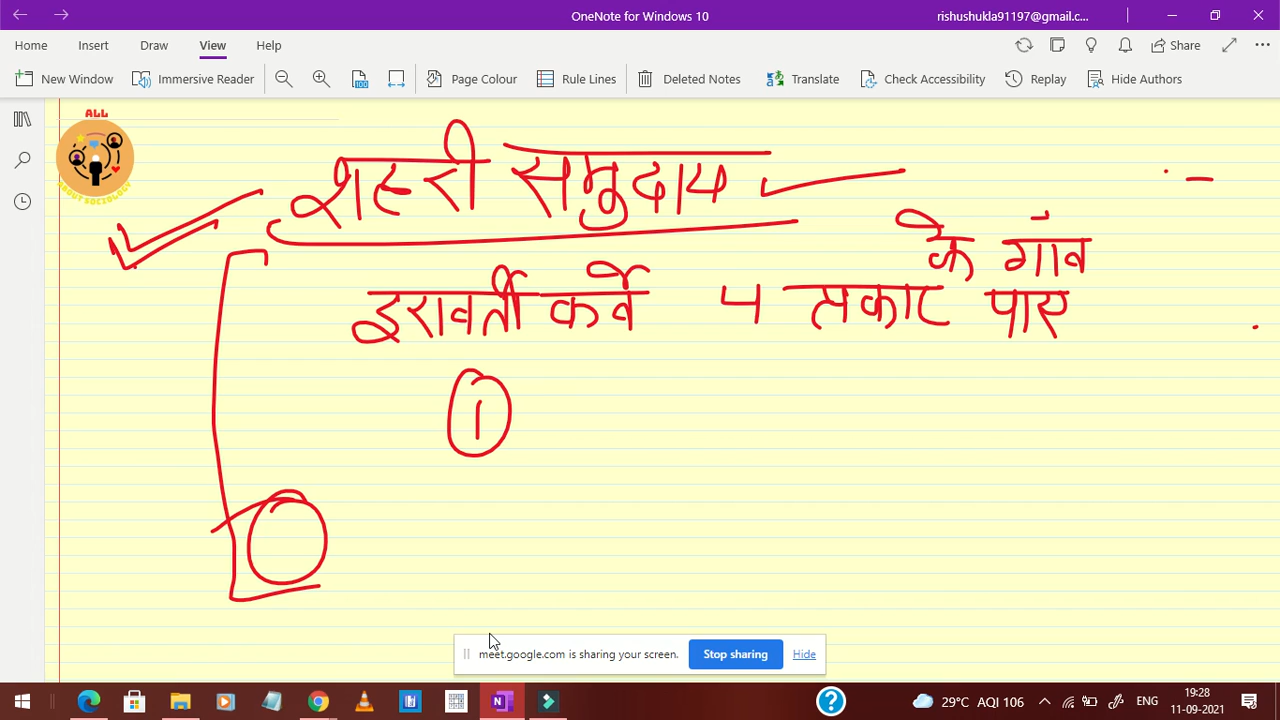 OneNote for Windows 10
rishushukla91197@gmail.c...
Home Insert Draw View Help
Share
New Window Immersive Reader Page Colour Rule Lines Deleted Notes Translate Check Accessibility Replay Hide Authors
ALL
ABOUT SOCIOLOGY
शहरी समुदाय
के गांव
इरावती कर्वे 4 प्रकार पास
1
meet.google.com is sharing your screen. Stop sharing Hide
29°C AQI 106 ENG 19:28
11-09-2021